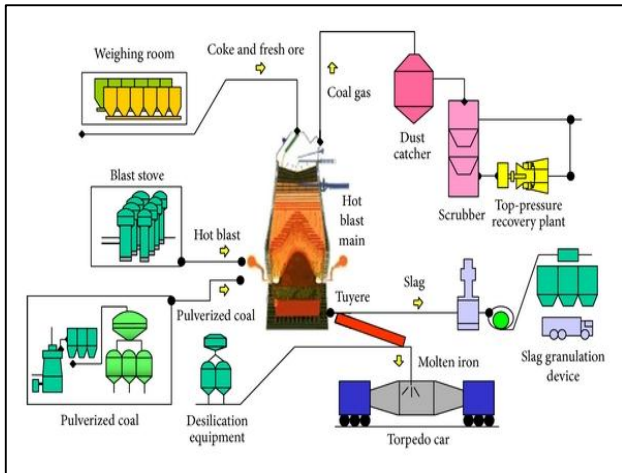 Weighing room
Coke and fresh ore
Coal gas
Dust
catcher
Scrubber
Top-pressure
recovery plant
Blast stove
Hot blast
Hot
blast
main
Pulverized coal
Tuyere
Slag
Slag granulation
device
Molten iron
Pulverized coal
Desilication
equipment
Torpedo car